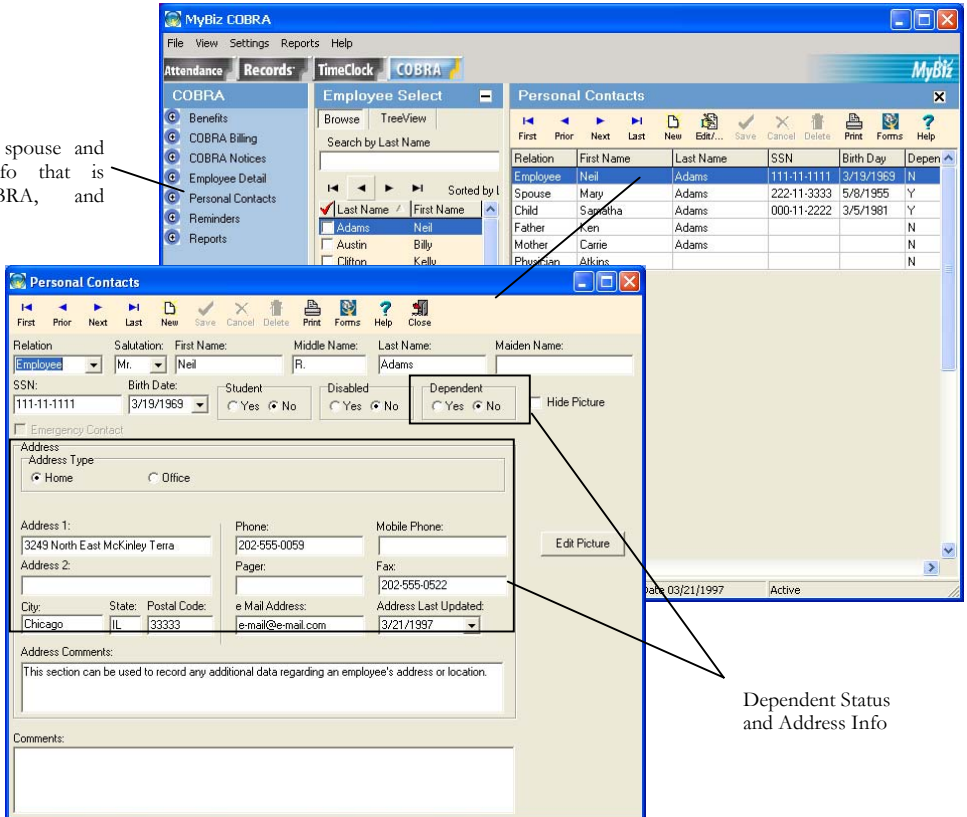 MyBiz COBRA
File View Settings Reports Help
Attendance Records TimeClock COBRA MyBiz
COBRA
Benefits
COBRA Billing
COBRA Notices
Employee Detail
Personal Contacts
Reminders
Reports
Employee Select
Browse TreeView
Search by Last Name
Sorted by L
Last Name First Name
Adams Neil
Austin Billy
Clifton Kelly
Personal Contacts
First Prior Next Last New Edit/... Save Cancel Delete Print Forms Help
Relation First Name Last Name SSN Birth Day Depen
Employee Neil Adams 111-11-1111 3/19/1969 N
Spouse Mary Adams 222-11-3333 5/8/1955 Y
Child Samatha Adams 000-11-2222 3/5/1981 Y
Father Ken Adams N
Mother Carrie Adams N
Physician Atkins N
Date 03/21/1997 Active
spouse and
fo that is
BRA, and
Personal Contacts
First Prior Next Last New Save Cancel Delete Print Forms Help Close
Relation Salutation: First Name: Middle Name: Last Name: Maiden Name:
Employee Mr. Neil R. Adams
SSN: Birth Date: Student Disabled Dependent
111-11-1111 3/19/1969 Yes No Yes No Yes No Hide Picture
Emergency Contact
Address
Address Type
Home Office
Address 1: Phone: Mobile Phone:
3249 North East McKinley Terra 202-555-0059
Edit Picture
Address 2: Pager: Fax:
202-555-0522
City: State: Postal Code: e Mail Address: Address Last Updated:
Chicago IL 33333 e-mail@e-mail.com 3/21/1997
Address Comments:
This section can be used to record any additional data regarding an employee's address or location.
Comments:
Dependent Status
and Address Info